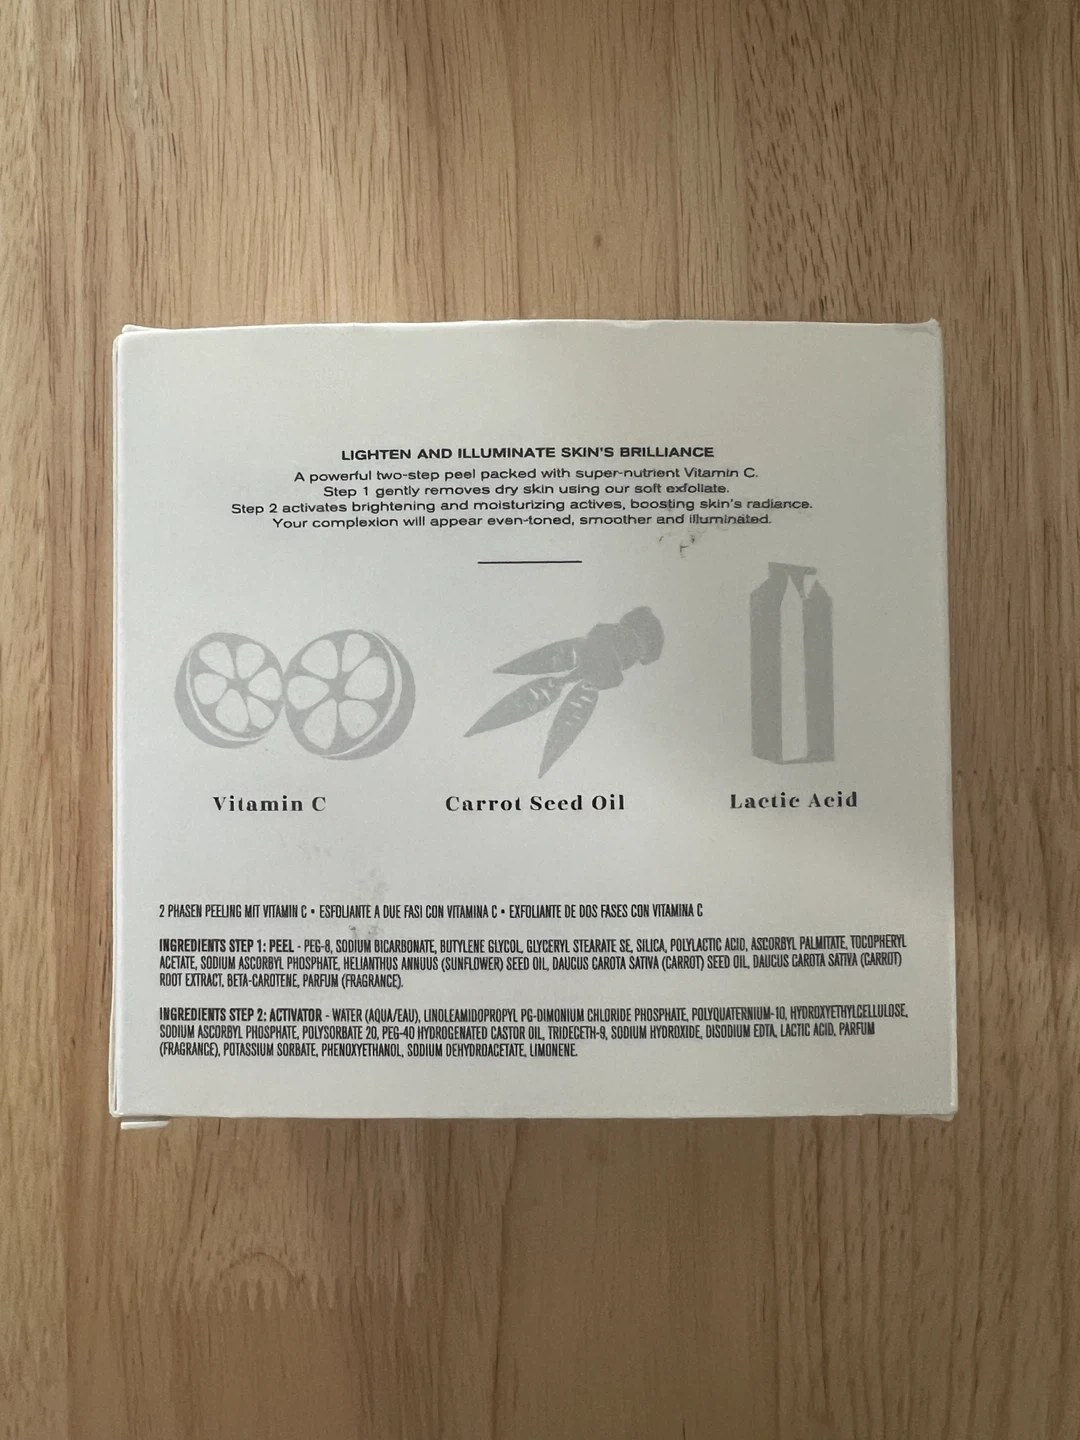 LIGHTEN AND ILLUMINATE SKIN'S BRILLIANCE
A powerful two-step peel packed with super-nutrient Vitamin C.
Step 1 gently removes dry skin using our soft exfoliate.
Step 2 activates brightening and moisturizing actives, boosting skin's radiance.
Your complexion will appear even-toned, smoother and illuminated.
Vitamin C
Carrot Seed Oil
Lactic Acid
2 PHASEN PEELING MIT VITAMIN C • ESFOLIANTE A DUE FASI CON VITAMINA C • EXFOLIANTE DE DOS FASES CON VITAMINA C
INGREDIENTS STEP 1: PEEL - PEG-8, SODIUM BICARBONATE, BUTYLENE GLYCOL, GLYCERYL STEARATE SE, SILICA, POLYLACTIC ACID, ASCORBYL PALMITATE, TOCOPHERYL
ACETATE, SODIUM ASCORBYL PHOSPHATE, HELIANTHUS ANNUUS (SUNFLOWER) SEED OIL, DAUCUS CAROTA SATIVA (CARROT) SEED OIL, DAUCUS CAROTA SATIVA (CARROT)
ROOT EXTRACT, BETA-CAROTENE, PARFUM (FRAGRANCE).
INGREDIENTS STEP 2: ACTIVATOR - WATER (AQUA/EAU), LINOLEAMIDOPROPYL PG-DIMONIUM CHLORIDE PHOSPHATE, POLYQUATERNIUM-10, HYDROXYETHYLCELLULOSE,
SODIUM ASCORBYL PHOSPHATE, POLYSORBATE 20, PEG-40 HYDROGENATED CASTOR OIL, TRIDECETH-9, SODIUM HYDROXIDE, DISODIUM EDTA, LACTIC ACID, PARFUM
(FRAGRANCE), POTASSIUM SORBATE, PHENOXYETHANOL, SODIUM DEHYDROACETATE, LIMONENE.